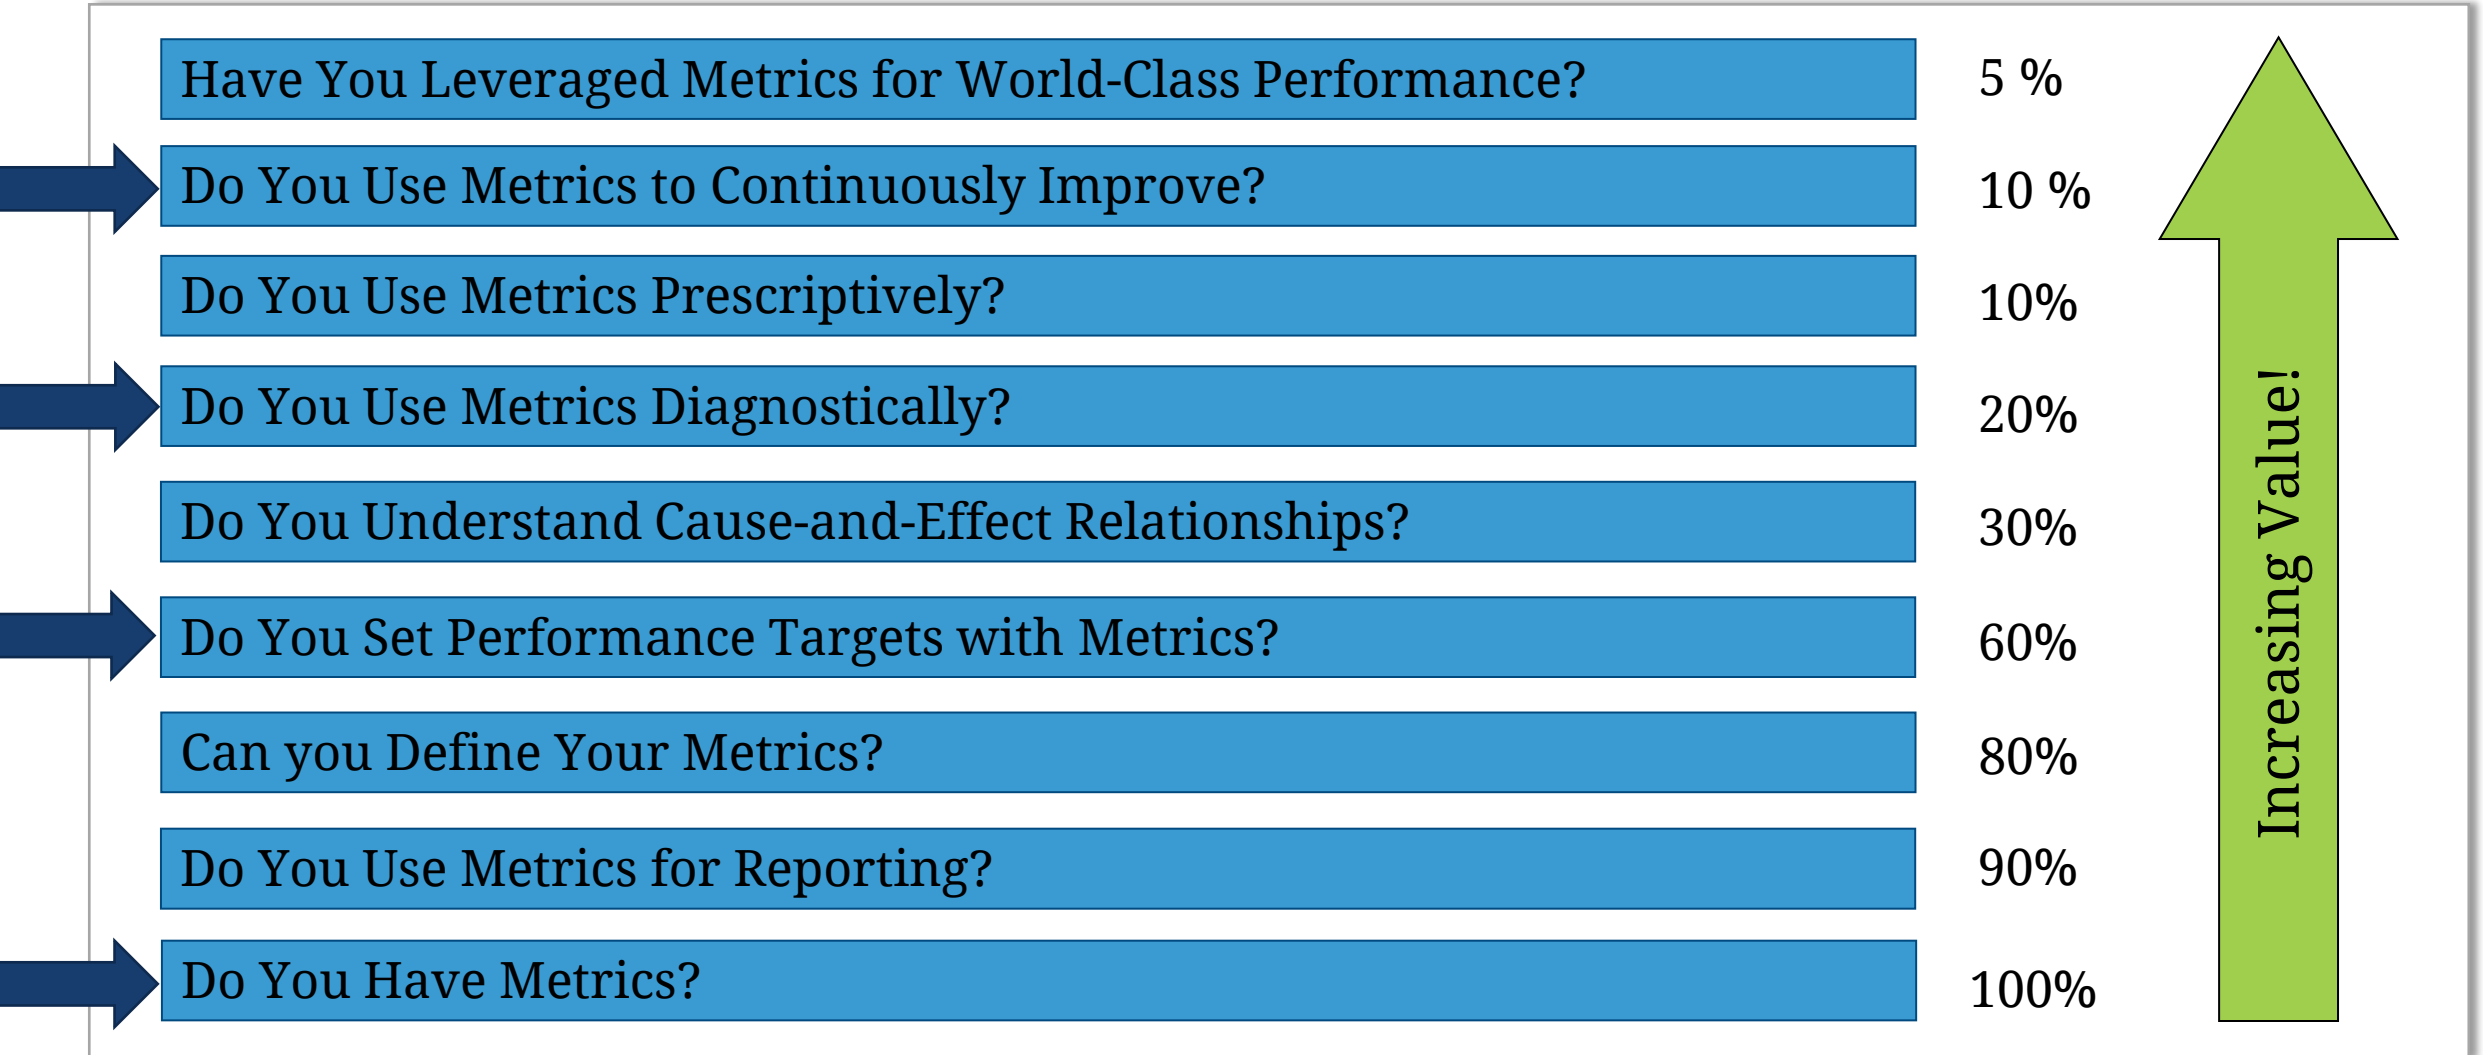 Have You Leveraged Metrics for World-Class Performance? 5 %
Do You Use Metrics to Continuously Improve? 10 %
Do You Use Metrics Prescriptively? 10%
Do You Use Metrics Diagnostically? 20%
Do You Understand Cause-and-Effect Relationships? 30%
Do You Set Performance Targets with Metrics? 60%
Can you Define Your Metrics? 80%
Do You Use Metrics for Reporting? 90%
Do You Have Metrics? 100%
Increasing Value!